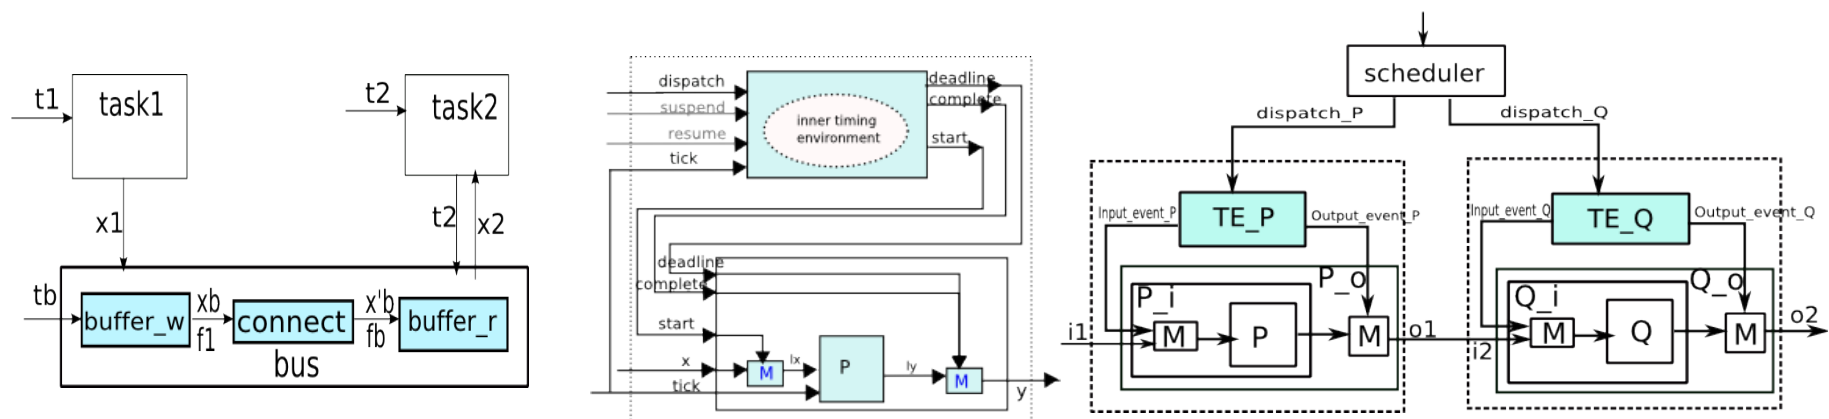 t1
task1
t2
task2
x1
t2
x2
tb
buffer_w
xb
f1
connect
x'b
fb
buffer_r
bus
dispatch
suspend
resume
tick
inner timing
environment
deadline
complete
start
deadline
complete
start
x
tick
M
Ix
P
Iy
M
y
scheduler
dispatch_P
dispatch_Q
Input_event_P
TE_P
Output_event_P
Input_event_Q
TE_Q
Output_event_Q
P_i
P_o
i1
M
P
M
o1
Q_i
Q_o
i2
M
Q
M
o2